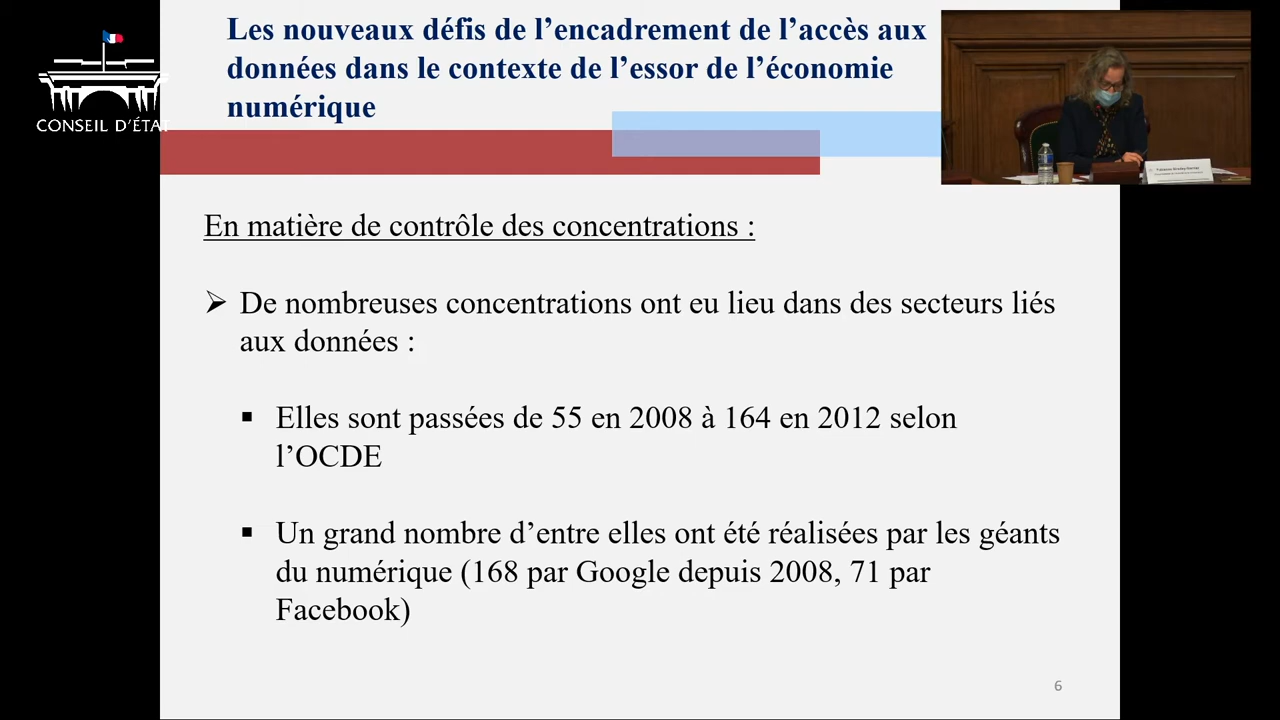 Les nouveaux défis de l’encadrement de l’accès aux
données dans le contexte de l’essor de l’économie
numérique
CONSEIL D’ÉTAT
En matière de contrôle des concentrations :
De nombreuses concentrations ont eu lieu dans des secteurs liés
aux données :
Elles sont passées de 55 en 2008 à 164 en 2012 selon
l’OCDE
Un grand nombre d’entre elles ont été réalisées par les géants
du numérique (168 par Google depuis 2008, 71 par
Facebook)
6